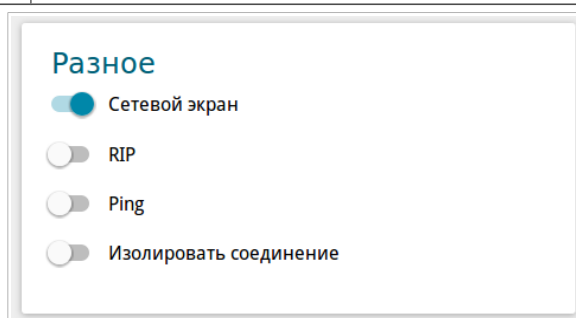 Разное
Сетевой экран
RIP
Ping
Изолировать соединение